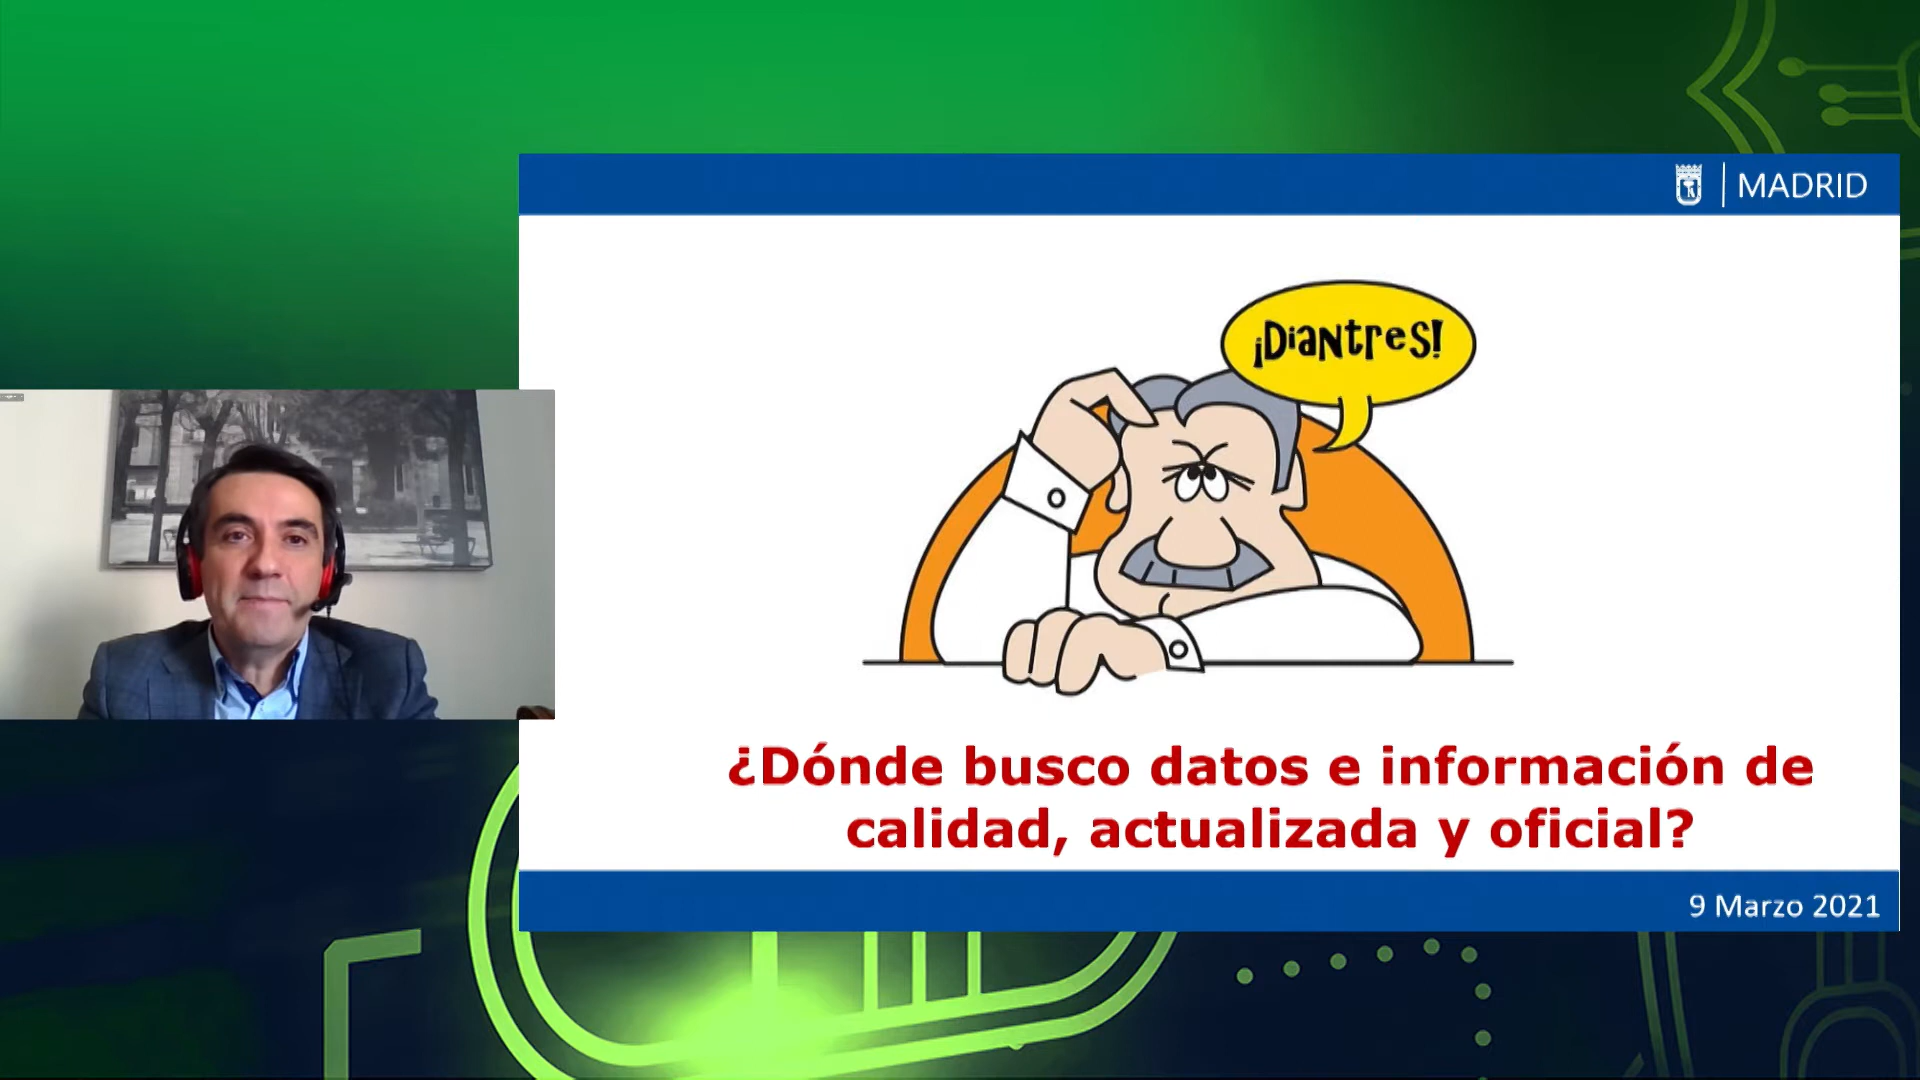 MADRID
¡DiaNtreS!
¿Dónde busco datos e información de
calidad, actualizada y oficial?
9 Marzo 2021